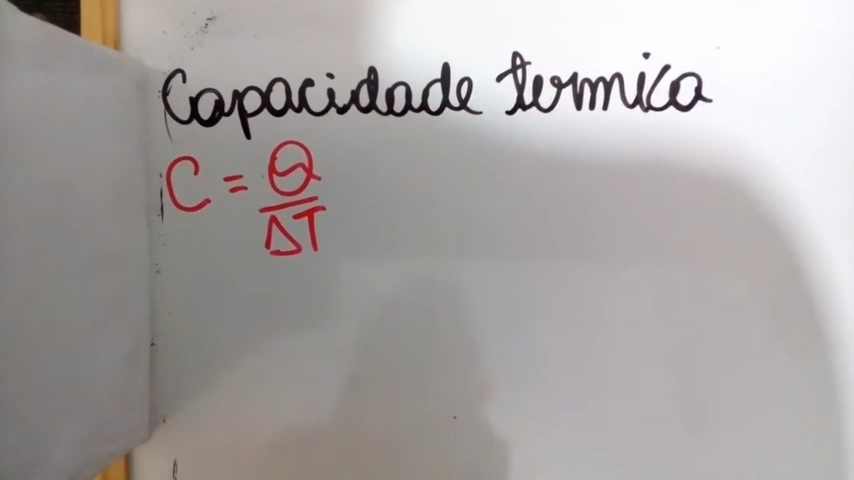 Capacidade termica
C = Q/ΔT